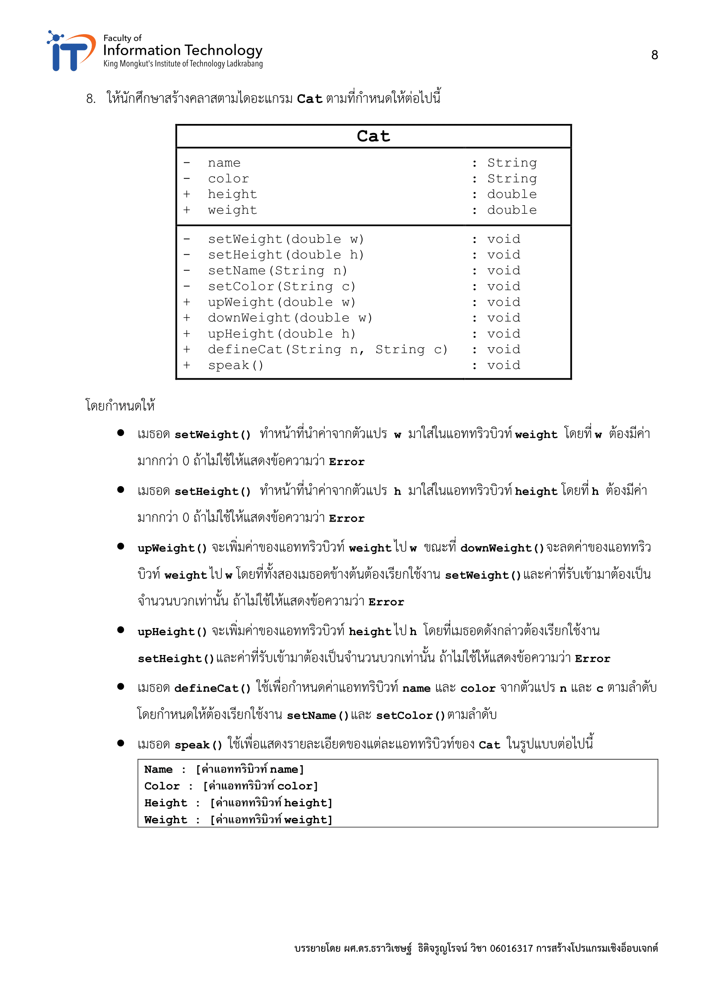 Faculty of
Information Technology
King Mongkut's Institute of Technology Ladkrabang
8
8. ให้นักศึกษาสร้างคลาสตามไดอะแกรม Cat ตามที่กำหนดให้ต่อไปนี้
Cat
- name : String
- color : String
+ height : double
+ weight : double
- setWeight(double w) : void
- setHeight(double h) : void
- setName(String n) : void
- setColor(String c) : void
+ upWeight(double w) : void
+ downWeight(double w) : void
+ upHeight(double h) : void
+ defineCat(String n, String c) : void
+ speak() : void
โดยกำหนดให้
● เมธอด setWeight() ทำหน้าที่นำค่าจากตัวแปร w มาใส่ในแอททริวบิวท์ weight โดยที่ w ต้องมีค่า
มากกว่า 0 ถ้าไม่ใช้ให้แสดงข้อความว่า Error
● เมธอด setHeight() ทำหน้าที่นำค่าจากตัวแปร h มาใส่ในแอททริวบิวท์ height โดยที่ h ต้องมีค่า
มากกว่า 0 ถ้าไม่ใช้ให้แสดงข้อความว่า Error
● upWeight() จะเพิ่มค่าของแอททริวบิวท์ weight ไป w ขณะที่ downWeight() จะลดค่าของแอททริว
บิวท์ weight ไป w โดยที่ทั้งสองเมธอดข้างต้นต้องเรียกใช้งาน setWeight() และค่าที่รับเข้ามาต้องเป็น
จำนวนบวกเท่านั้น ถ้าไม่ใช้ให้แสดงข้อความว่า Error
● upHeight() จะเพิ่มค่าของแอททริวบิวท์ height ไป h โดยที่เมธอดดังกล่าวต้องเรียกใช้งาน
setHeight() และค่าที่รับเข้ามาต้องเป็นจำนวนบวกเท่านั้น ถ้าไม่ใช้ให้แสดงข้อความว่า Error
● เมธอด defineCat() ใช้เพื่อกำหนดค่าแอททริบิวท์ name และ color จากตัวแปร n และ c ตามลำดับ
โดยกำหนดให้ต้องเรียกใช้งาน setName() และ setColor() ตามลำดับ
● เมธอด speak() ใช้เพื่อแสดงรายละเอียดของแต่ละแอททริบิวท์ของ Cat ในรูปแบบต่อไปนี้
Name : [ค่าแอททริบิวท์ name]
Color : [ค่าแอททริบิวท์ color]
Height : [ค่าแอททริบิวท์ height]
Weight : [ค่าแอททริบิวท์ weight]
บรรยายโดย ผศ.ดร.ธราวิเชษฐ์ ธิติจรูญโรจน์ วิชา 06016317 การสร้างโปรแกรมเชิงอ็อบเจกต์